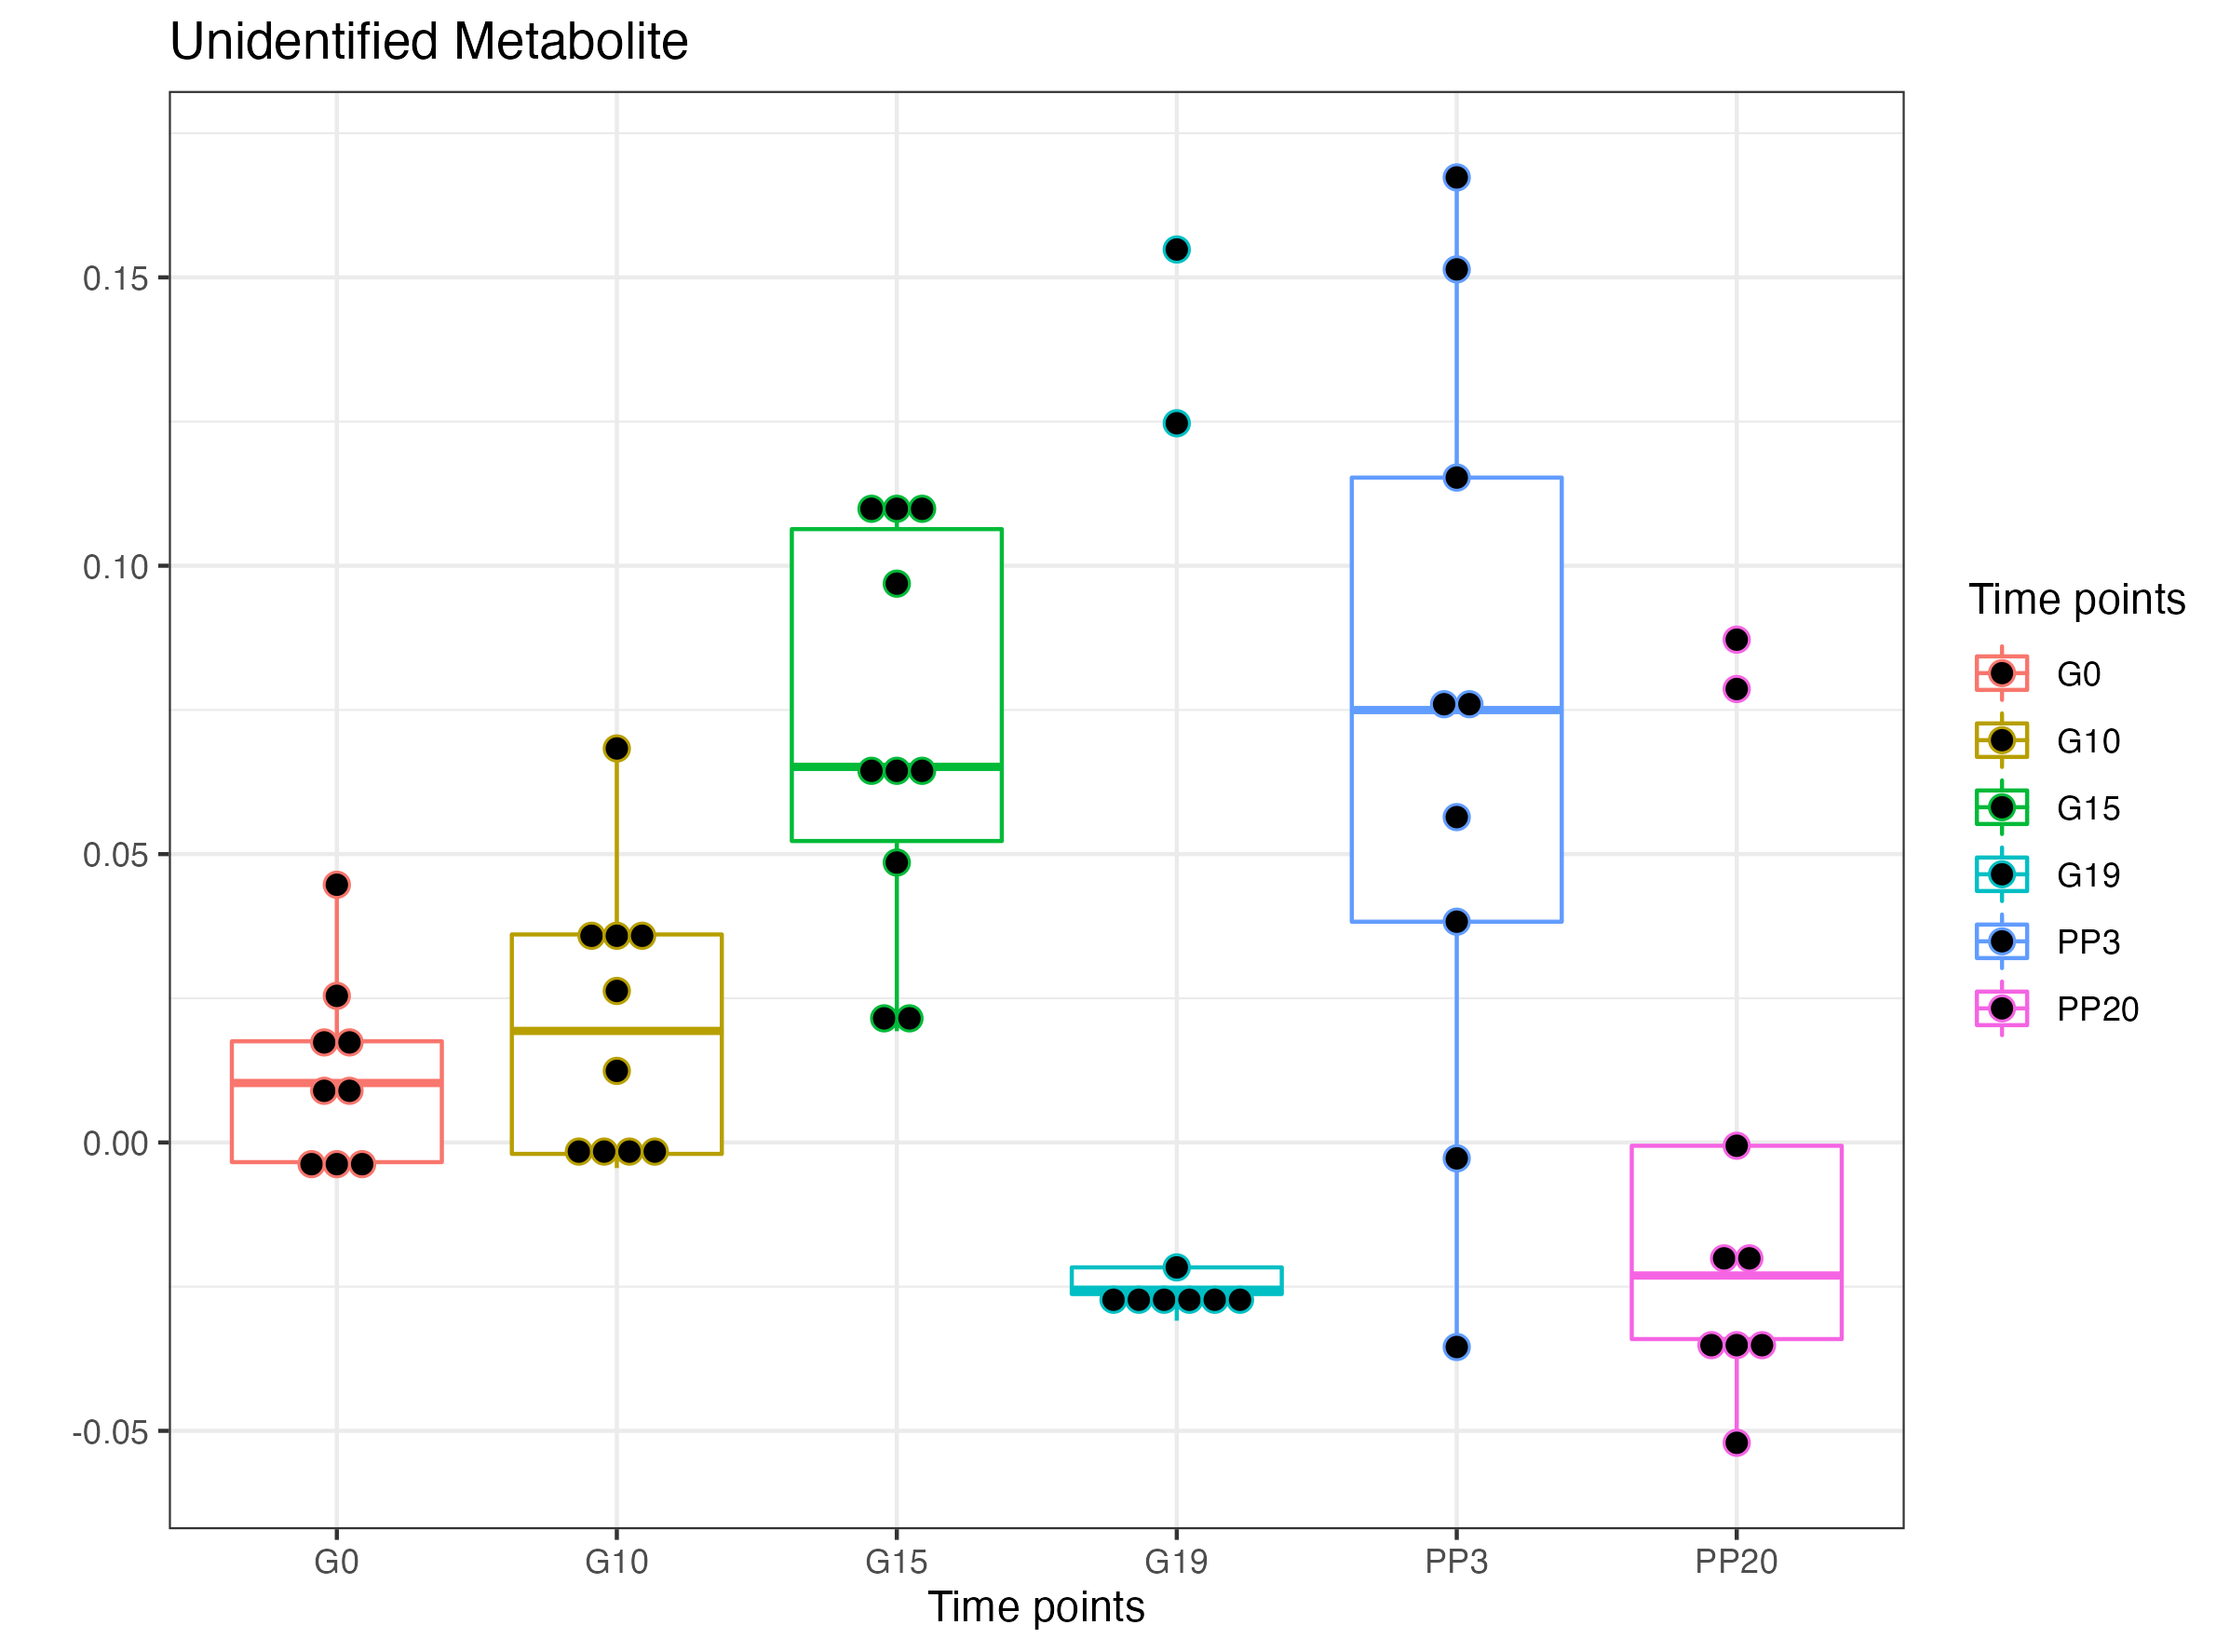 Unidentified Metabolite
0.15
0.10
0.05
0.00
-0.05
G0 G10 G15 G19 PP3 PP20
Time points
Time points
G0
G10
G15
G19
PP3
PP20